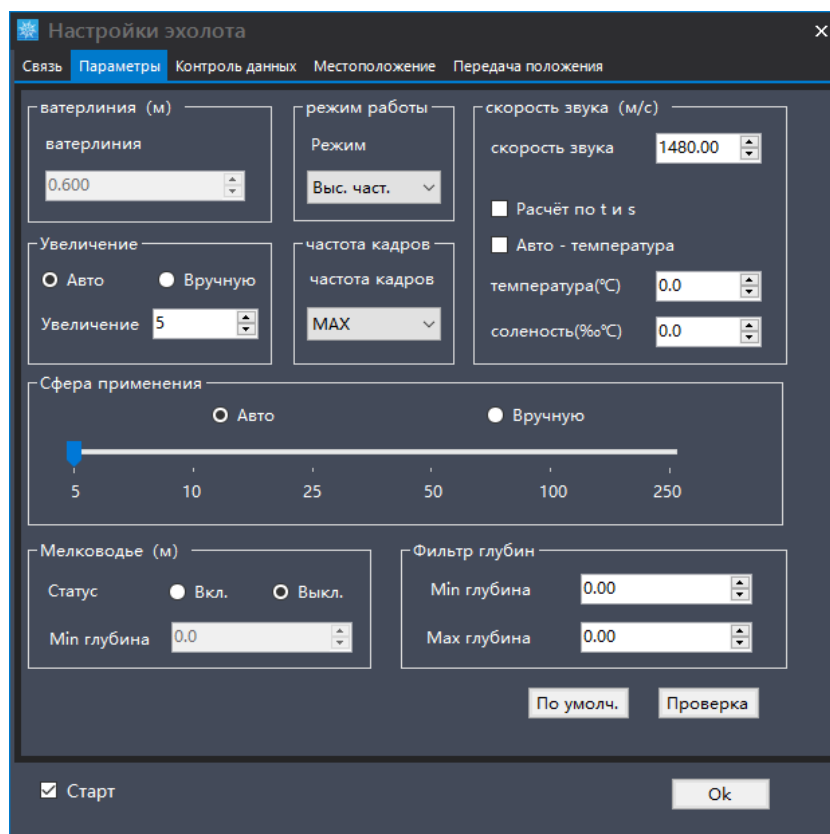 Настройки эхолота
Связь Параметры Контроль данных Местоположение Передача положения
ватерлиния (м)
ватерлиния
0.600
режим работы
Режим
Выс. част.
скорость звука (м/с)
скорость звука 1480.00
Расчёт по t и s
Авто - температура
температура(℃) 0.0
соленость(‰℃) 0.0
Увеличение
Авто Вручную
Увеличение 5
частота кадров
частота кадров
MAX
Сфера применения
Авто Вручную
5 10 25 50 100 250
Мелководье (м)
Статус Вкл. Выкл.
Min глубина 0.0
Фильтр глубин
Min глубина 0.00
Max глубина 0.00
По умолч. Проверка
Старт Ok